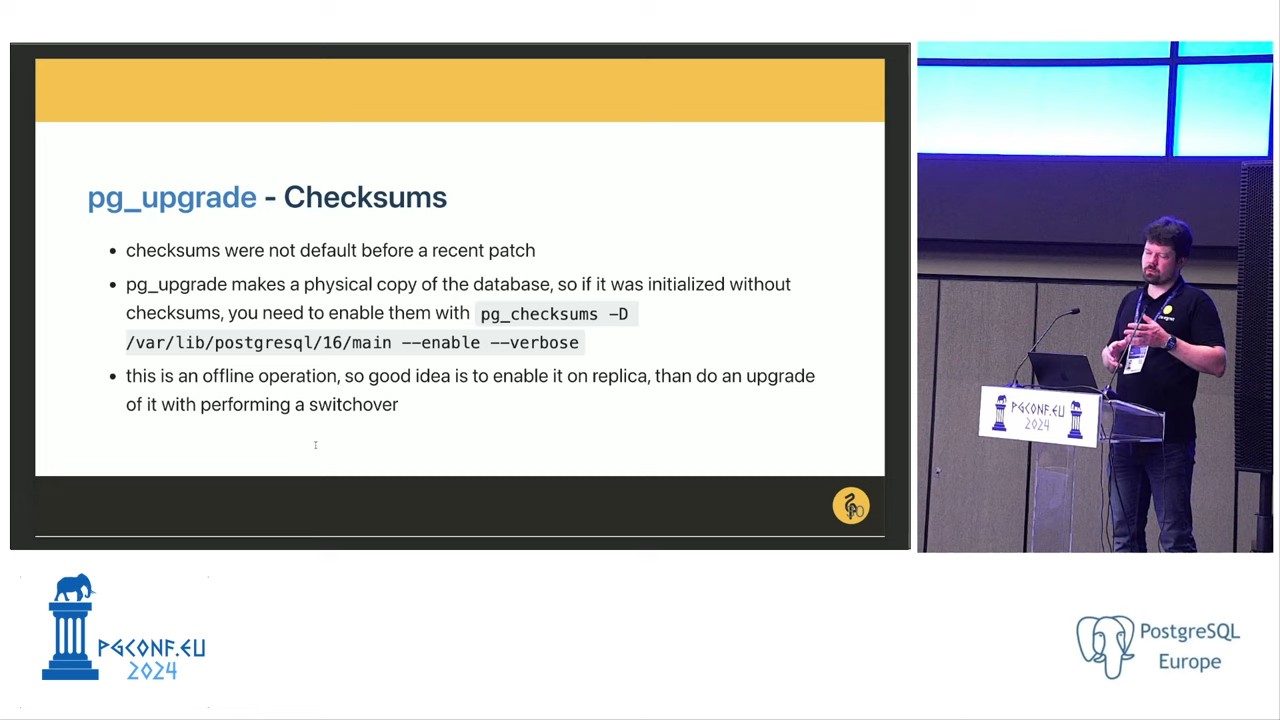 pg_upgrade - Checksums
checksums were not default before a recent patch
pg_upgrade makes a physical copy of the database, so if it was initialized without
checksums, you need to enable them with pg_checksums -D
/var/lib/postgresql/16/main --enable --verbose
this is an offline operation, so good idea is to enable it on replica, than do an upgrade
of it with performing a switchover
PGCONF.EU
2024
PGCONF.EU
2024
PostgreSQL
Europe